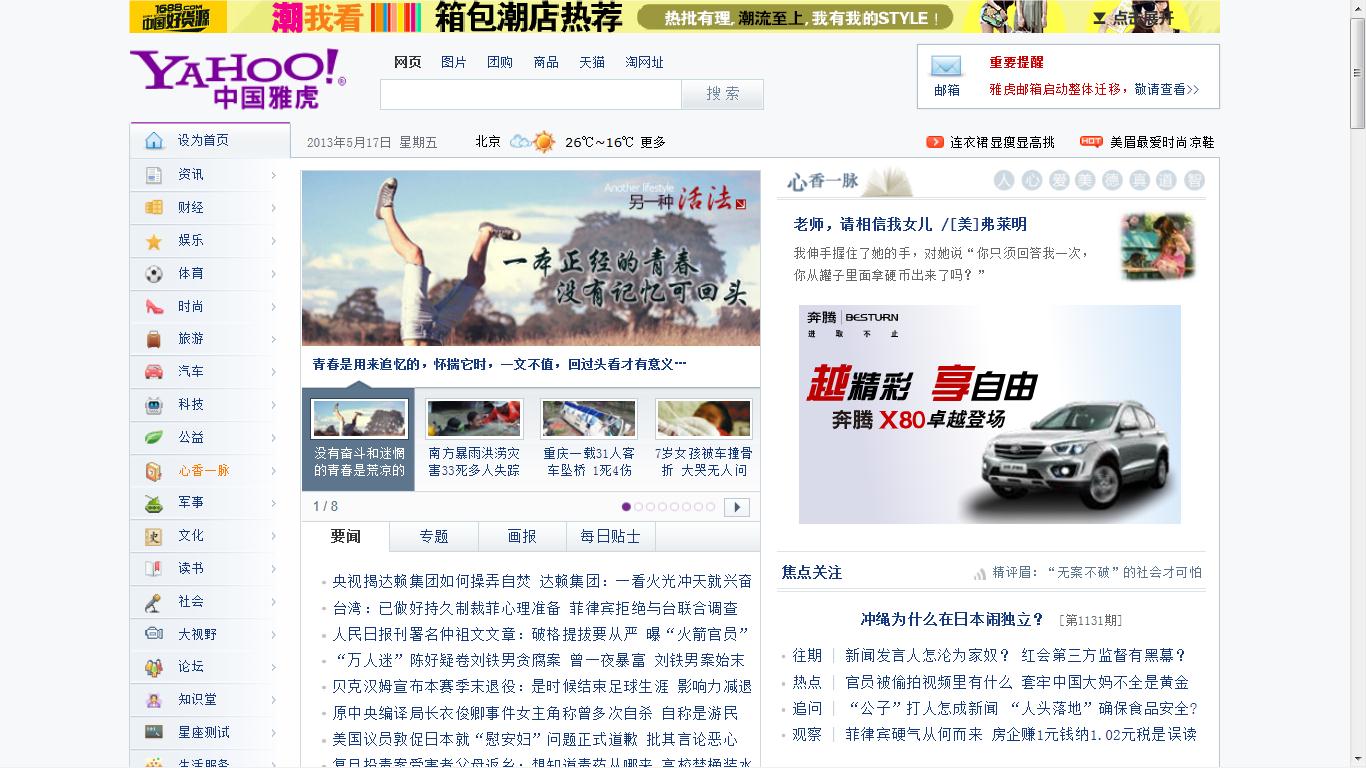 1688.com
中国好货源
潮我看
箱包潮店热荐
热批有理,潮流至上,我有我的STYLE！
点击展开
YAHOO!®
中国雅虎
网页 图片 团购 商品 天猫 淘网址
搜 索
邮箱
重要提醒
雅虎邮箱启动整体迁移，敬请查看>>
设为首页
2013年5月17日 星期五
北京 26℃~16℃ 更多
连衣裙显瘦显高挑
HOT 美眉最爱时尚凉鞋
资讯
财经
娱乐
体育
时尚
旅游
汽车
科技
公益
心香一脉
军事
文化
读书
社会
大视野
论坛
知识堂
星座测试
生活服务
Another lifestyle
另一种 活法
一本正经的青春
没有记忆可回头
青春是用来追忆的，怀揣它时，一文不值，回过头看才有意义…
没有奋斗和迷惘
的青春是荒凉的
南方暴雨洪涝灾
害33死多人失踪
重庆一载31人客
车坠桥 1死4伤
7岁女孩被车撞骨
折 大哭无人问
1 / 8
要闻 专题 画报 每日贴士
央视揭达赖集团如何操弄自焚 达赖集团：一看火光冲天就兴奋
台湾：已做好持久制裁菲心理准备 菲律宾拒绝与台联合调查
人民日报刊署名仲祖文文章：破格提拔要从严 曝“火箭官员”
“万人迷”陈好疑卷刘铁男贪腐案 曾一夜暴富 刘铁男案始末
贝克汉姆宣布本赛季末退役：是时候结束足球生涯 影响力减退
原中央编译局长衣俊卿事件女主角称曾多次自杀 自称是游民
美国议员敦促日本就“慰安妇”问题正式道歉 批其言论恶心
复旦投毒案受害者父母返乡：想知道毒药从哪来 高校禁桶装水
心香一脉
人 心 爱 美 德 真 道 智
老师，请相信我女儿 /[美]弗莱明
我伸手握住了她的手，对她说“你只须回答我一次，
你从罐子里面拿硬币出来了吗？”
奔腾 BESTURN
进 取 不 止
越精彩 享自由
奔腾 X80卓越登场
焦点关注
精评眉：“无案不破”的社会才可怕
冲绳为什么在日本闹独立？ [第1131期]
往期 新闻发言人怎沦为家奴？ 红会第三方监督有黑幕？
热点 官员被偷拍视频里有什么 套牢中国大妈不全是黄金
追问 “公子”打人怎成新闻 “人头落地”确保食品安全?
观察 菲律宾硬气从何而来 房企赚1元钱纳1.02元税是误读